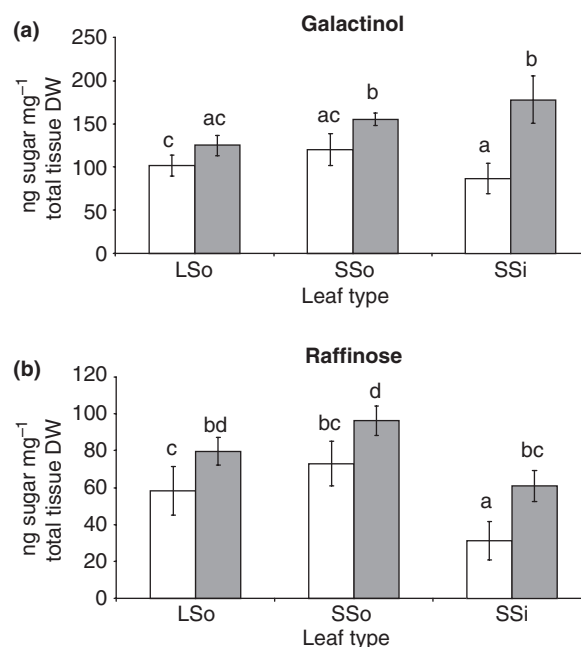 (a)
Galactinol
ng sugar mg⁻¹
total tissue DW
250
200
150
100
50
0
c
ac
ac
b
a
b
LSo
SSo
SSi
Leaf type
(b)
Raffinose
ng sugar mg⁻¹
total tissue DW
120
100
80
60
40
20
0
c
bd
bc
d
a
bc
LSo
SSo
SSi
Leaf type